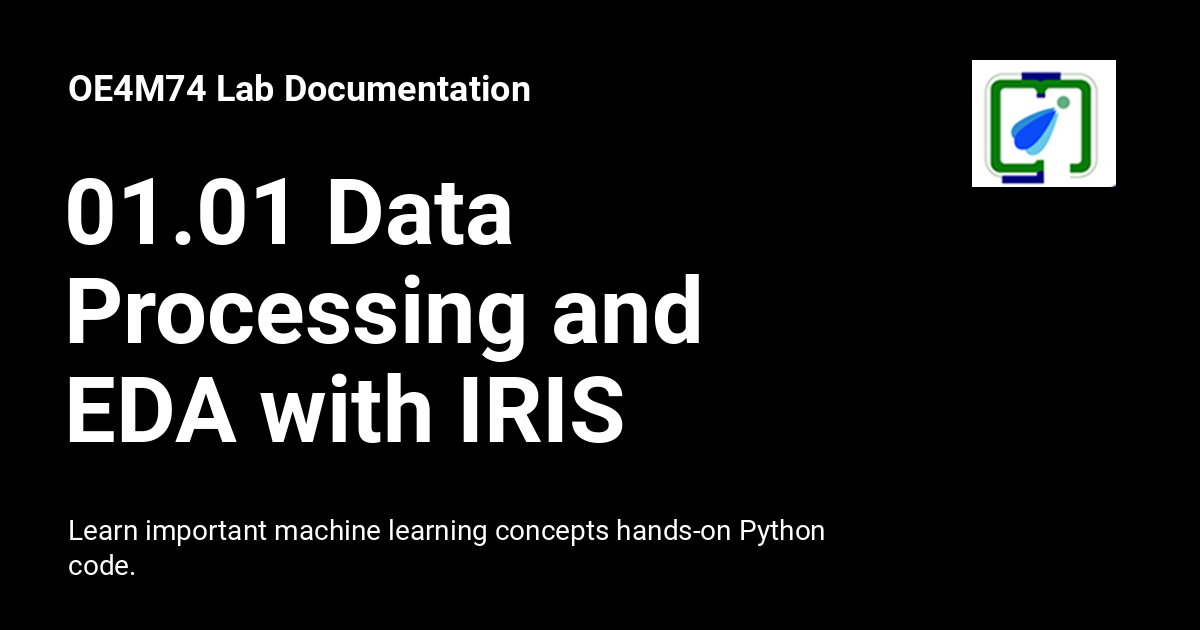 OE4M74 Lab Documentation
01.01 Data
Processing and
EDA with IRIS
Learn important machine learning concepts hands-on Python
code.